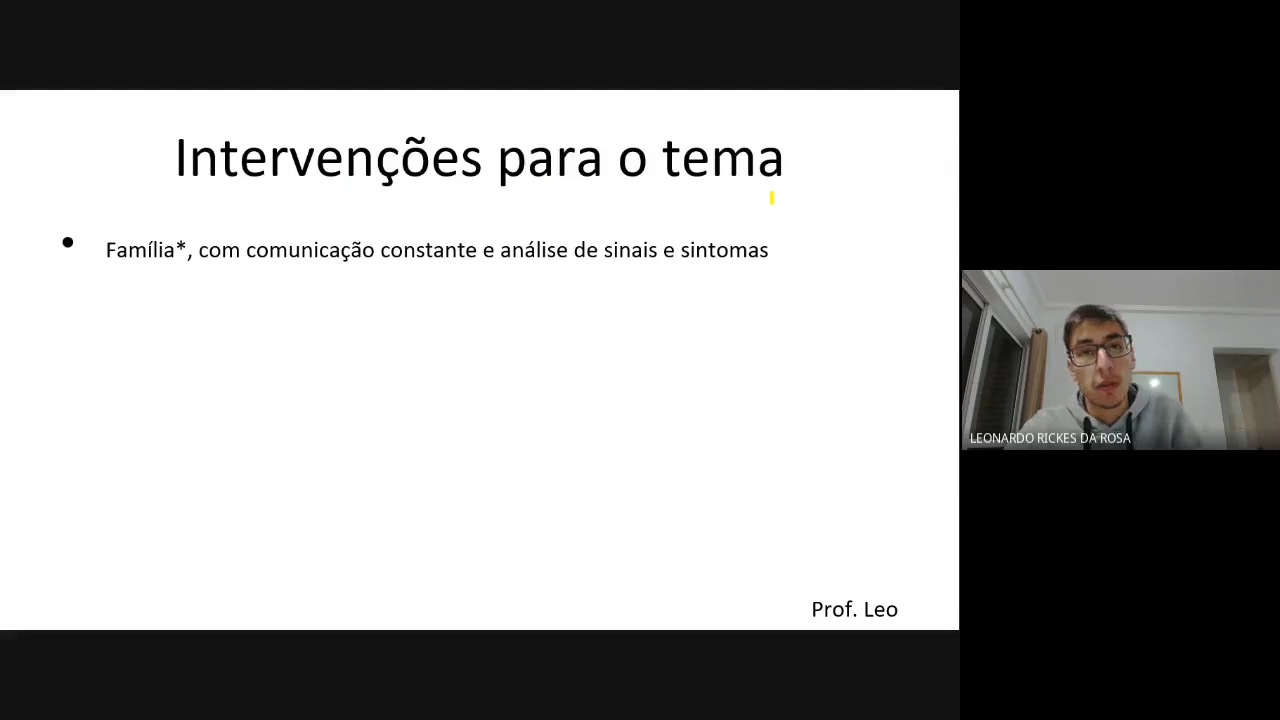 Intervenções para o tema
• Família*, com comunicação constante e análise de sinais e sintomas
Prof. Leo
LEONARDO RICKES DA ROSA